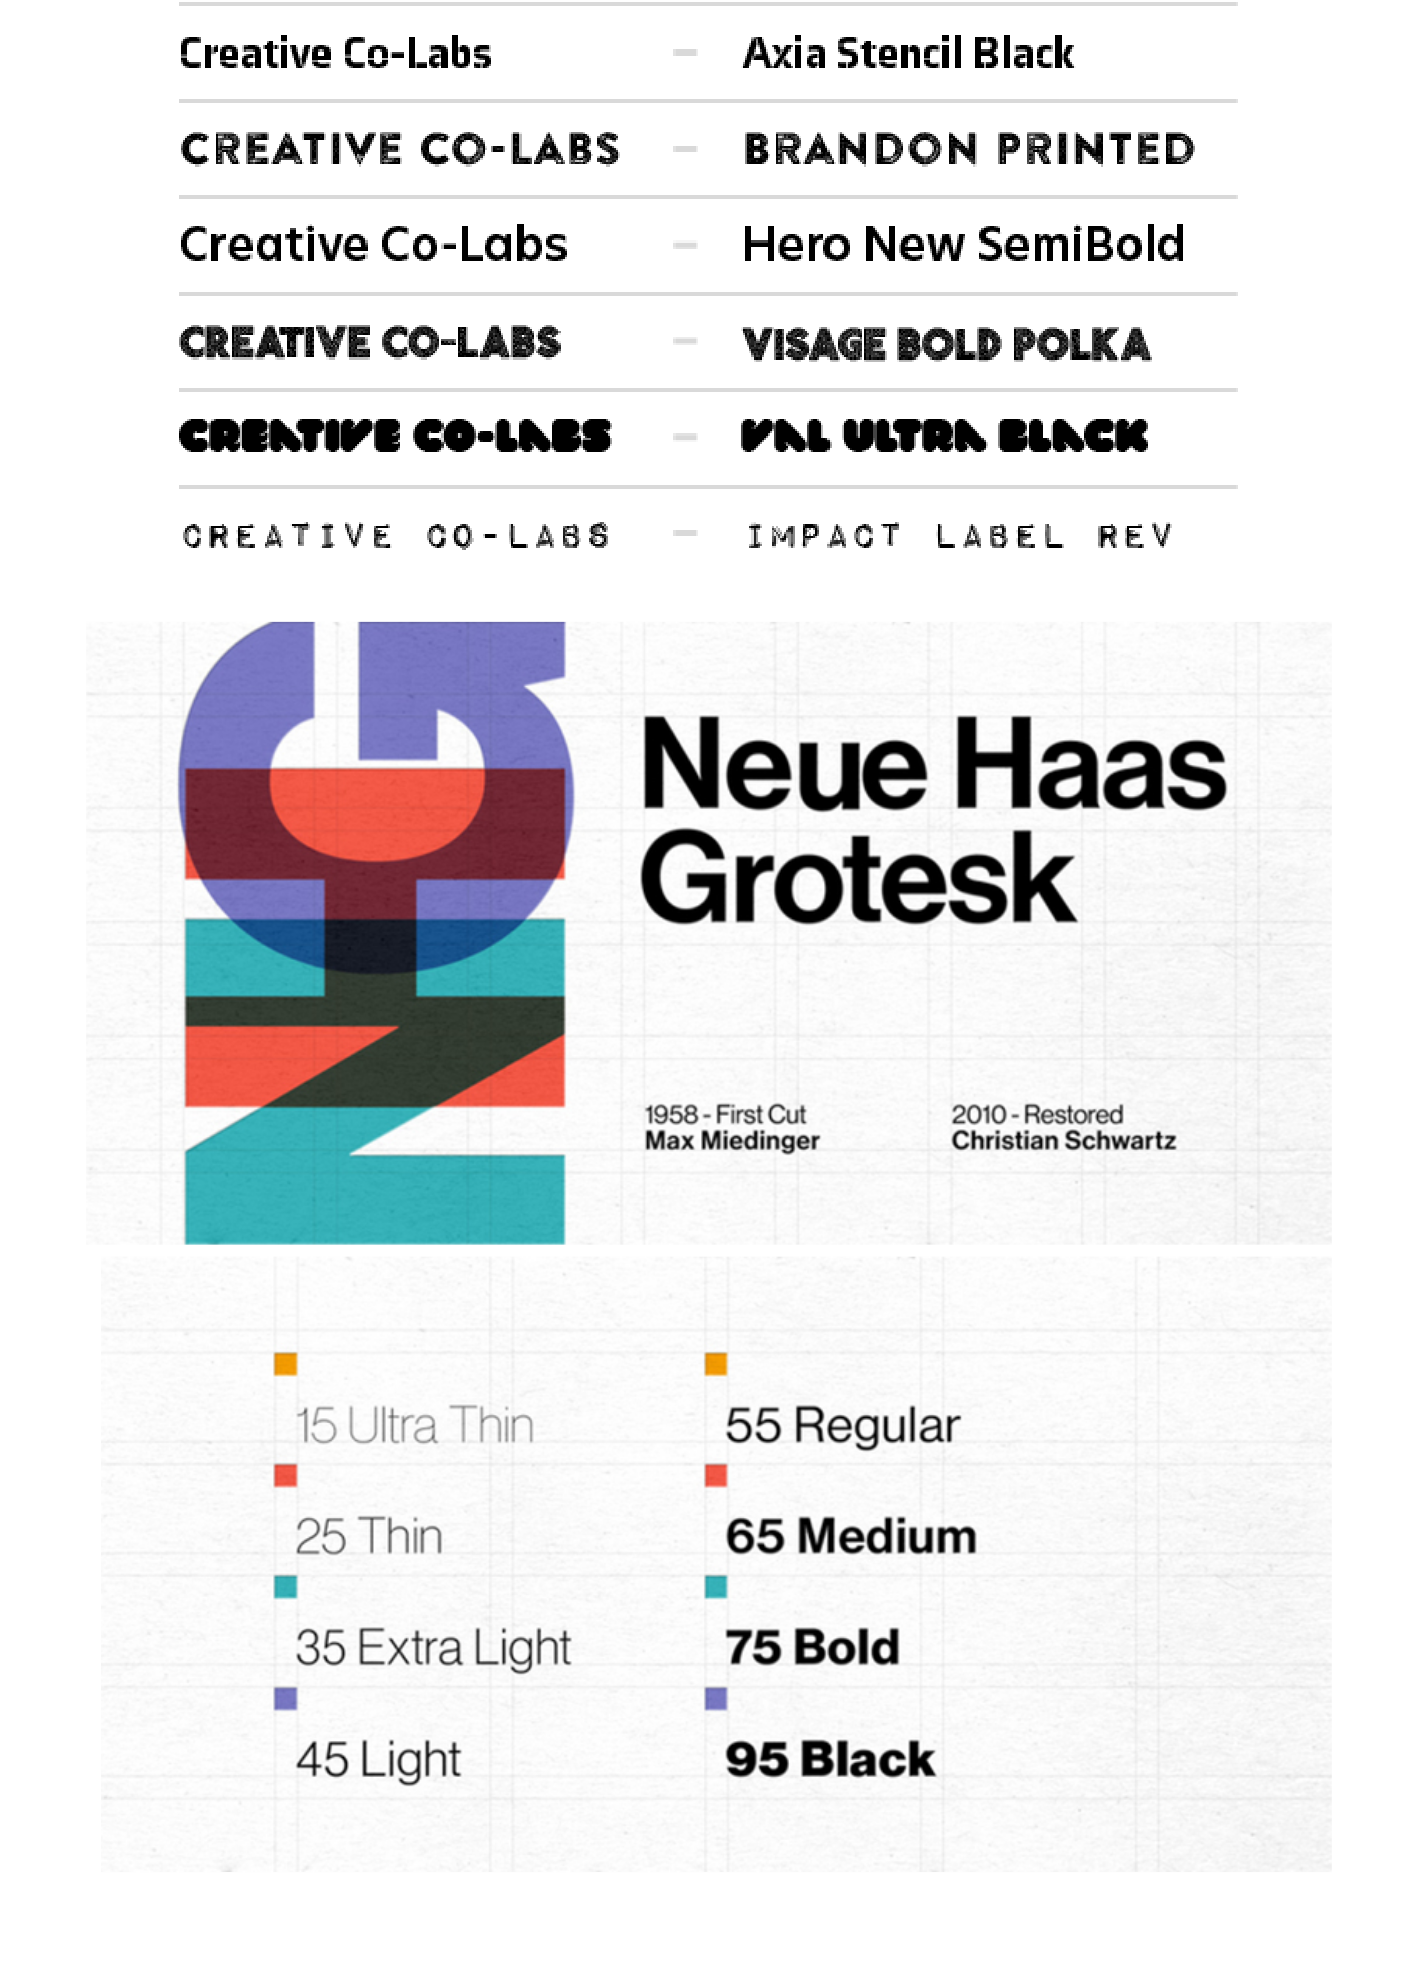 Creative Co-Labs – Axia Stencil Black
CREATIVE CO-LABS – BRANDON PRINTED
Creative Co-Labs – Hero New SemiBold
CREATIVE CO-LABS – VISAGE BOLD POLKA
CREATIVE CO-LABS – VAL ULTRA BLACK
CREATIVE CO-LABS – IMPACT LABEL REV
NHG
Neue Haas
Grotesk
1958 - First Cut
Max Miedinger
2010 - Restored
Christian Schwartz
15 Ultra Thin
25 Thin
35 Extra Light
45 Light
55 Regular
65 Medium
75 Bold
95 Black